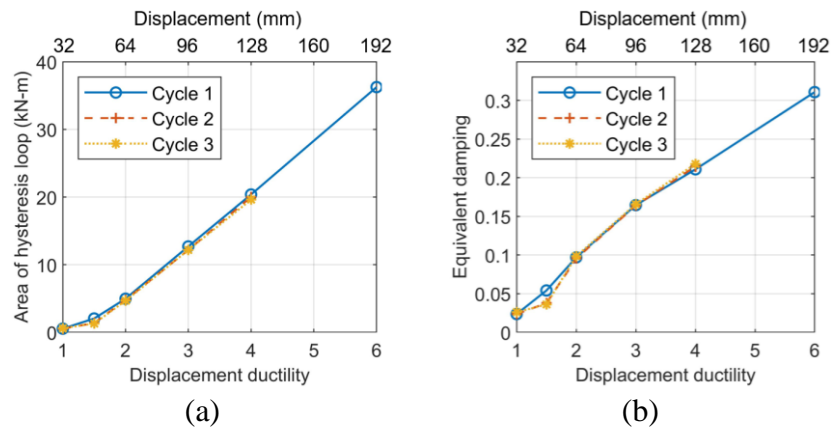 Displacement (mm)
32 64 96 128 160 192
40
30
20
10
0
Area of hysteresis loop (kN-m)
Cycle 1
Cycle 2
Cycle 3
1 2 3 4 5 6
Displacement ductility
(a)
Displacement (mm)
32 64 96 128 160 192
0.3
0.25
0.2
0.15
0.1
0.05
0
Equivalent damping
Cycle 1
Cycle 2
Cycle 3
1 2 3 4 5 6
Displacement ductility
(b)